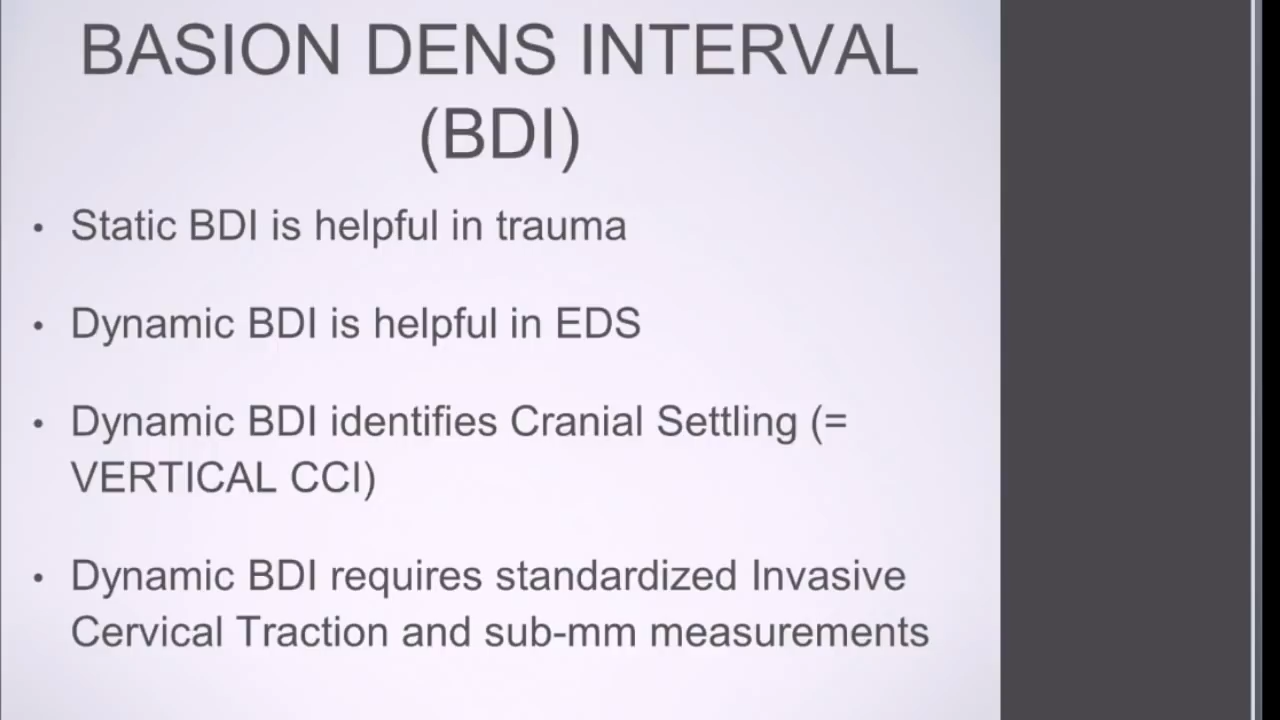 BASION DENS INTERVAL
(BDI)
• Static BDI is helpful in trauma
• Dynamic BDI is helpful in EDS
• Dynamic BDI identifies Cranial Settling (=
VERTICAL CCI)
• Dynamic BDI requires standardized Invasive
Cervical Traction and sub-mm measurements